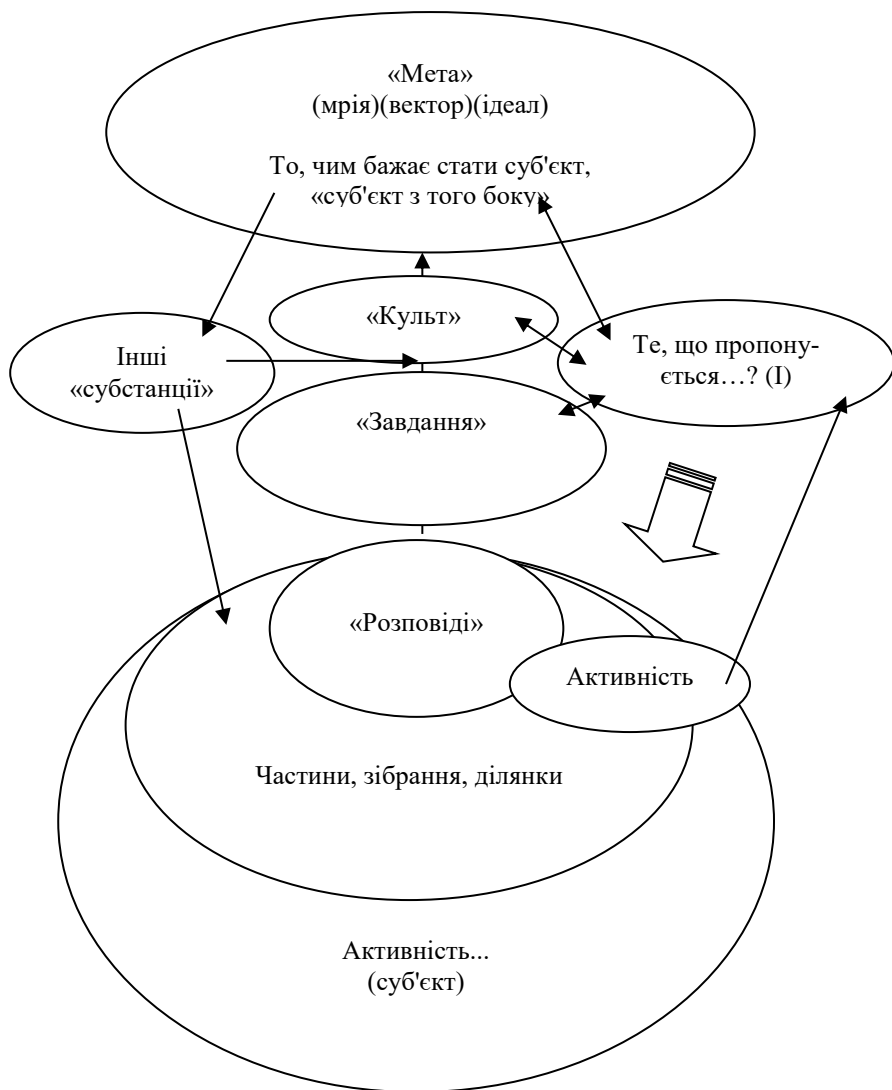 «Мета»
(мрія)(вектор)(ідеал)
То, чим бажає стати суб'єкт,
«суб'єкт з того боку»
«Культ»
Інші
«субстанції»
Те, що пропону-
ється…? (І)
«Завдання»
«Розповіді»
Активність
Частини, зібрання, ділянки
Активність...
(суб'єкт)